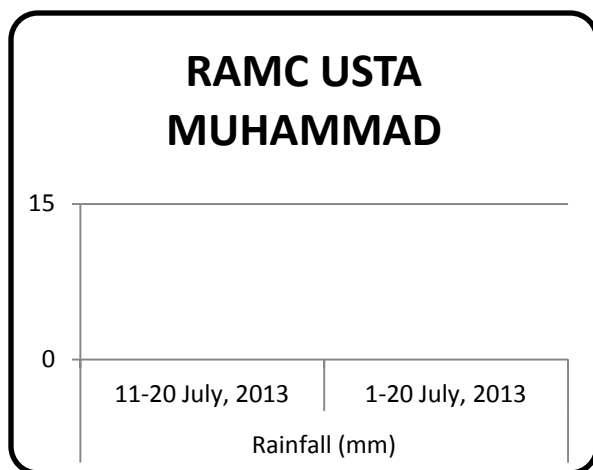 RAMC USTA
MUHAMMAD
15
0
11-20 July, 2013 1-20 July, 2013
Rainfall (mm)